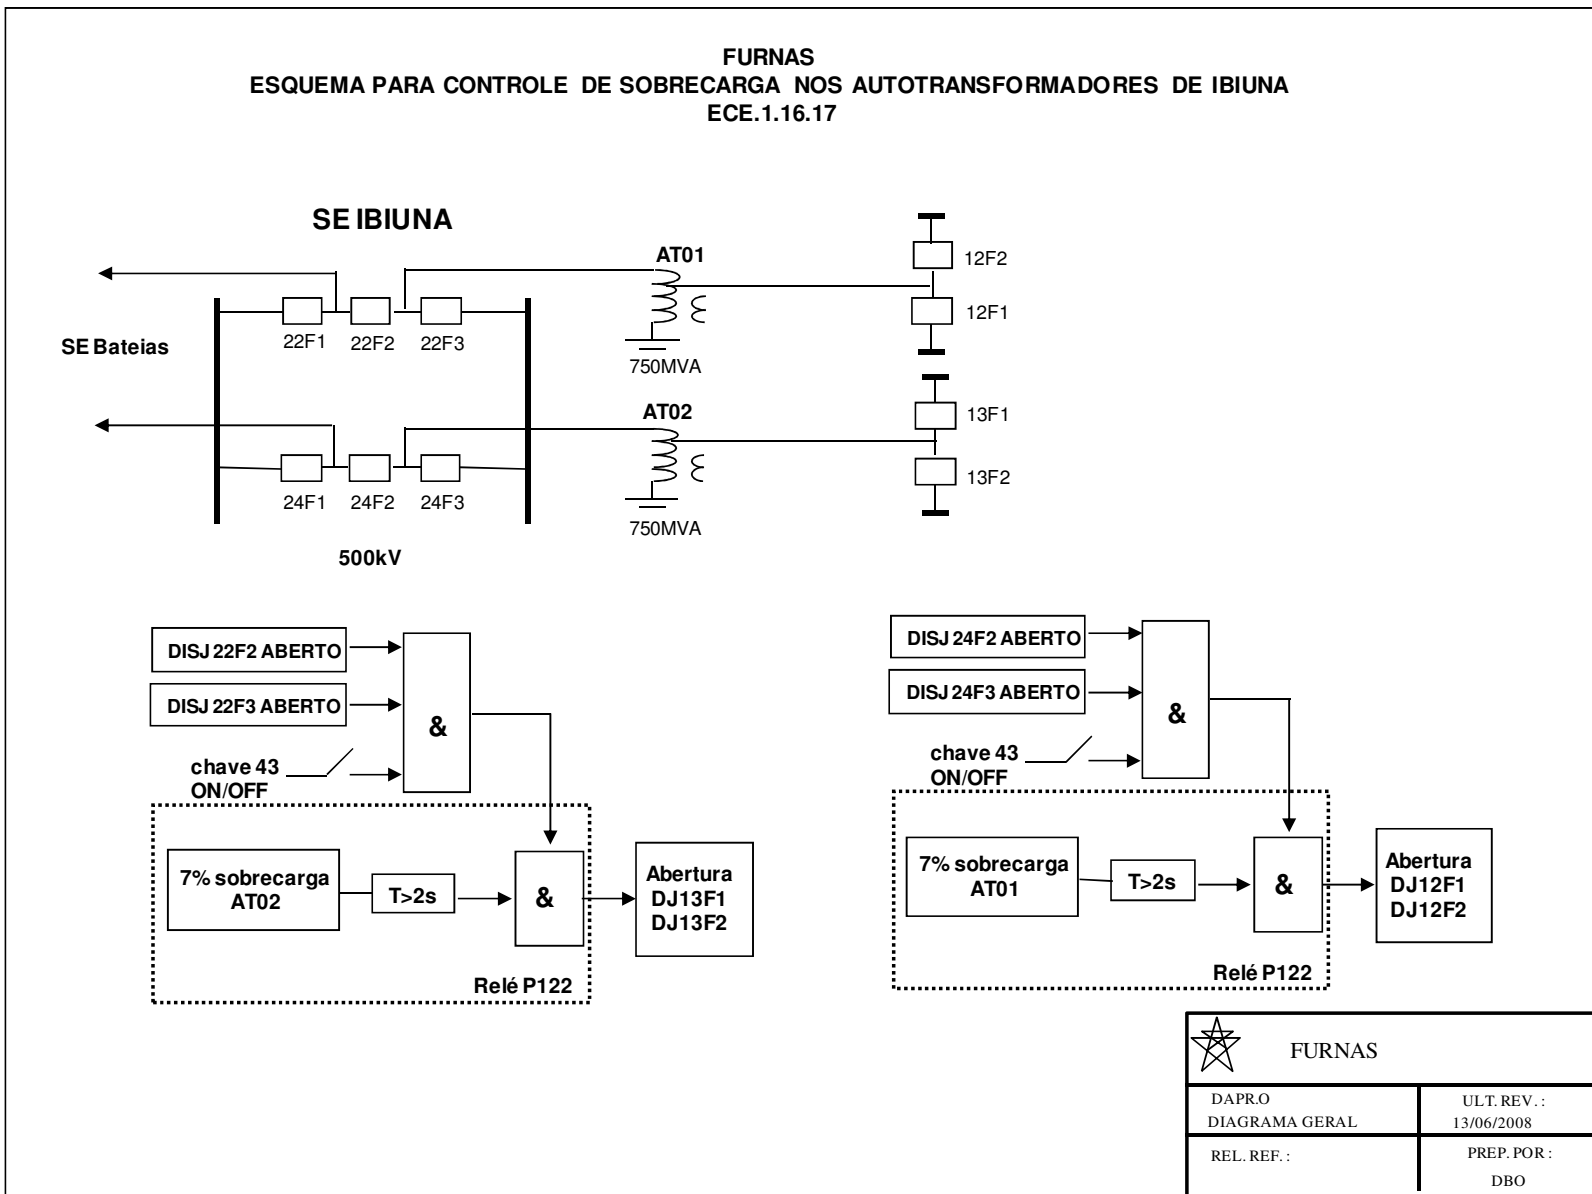 FURNAS
ESQUEMA PARA CONTROLE DE SOBRECARGA NOS AUTOTRANSFORMADORES DE IBIUNA
ECE.1.16.17
SE IBIUNA
AT01
12F2
12F1
22F1
22F2
22F3
SE Bateias
750MVA
AT02
13F1
13F2
24F1
24F2
24F3
750MVA
500kV
DISJ 22F2 ABERTO
DISJ 22F3 ABERTO
&
chave 43
ON/OFF
7% sobrecarga
AT02
T>2s
&
Abertura
DJ13F1
DJ13F2
Relé P122
DISJ 24F2 ABERTO
DISJ 24F3 ABERTO
&
chave 43
ON/OFF
7% sobrecarga
AT01
T>2s
&
Abertura
DJ12F1
DJ12F2
Relé P122
FURNAS
DAPR.O
DIAGRAMA GERAL
ULT. REV. :
13/06/2008
REL. REF. :
PREP. POR :
DBO